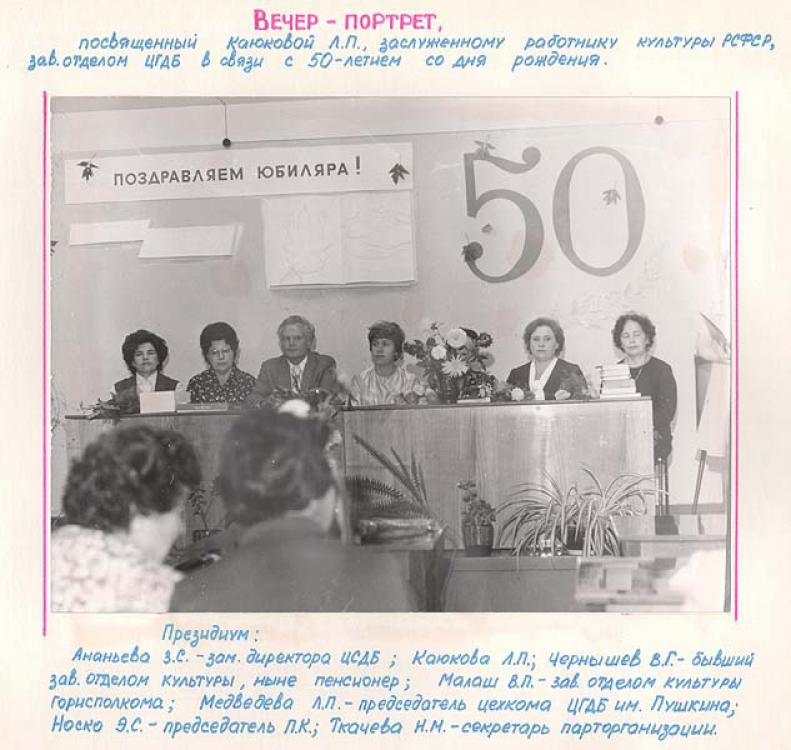 Вечер - портрет,
посвященный Каюковой Л.П., заслуженному работнику культуры РСФСР,
зав. отделом ЦГДБ в связи с 50-летием со дня рождения.
ПОЗДРАВЛЯЕМ ЮБИЛЯРА!
50
Президиум:
Ананьева З.С. - зам. директора ЦСДБ; Каюкова Л.П.; Чернышев В.Г. - бывший
зав. отделом культуры, ныне пенсионер; Малаш В.П. - зав. отделом культуры
горисполкома; Медведева Л.П. - председатель цехкома ЦГДБ им. Пушкина;
Носко Э.С. - председатель П.К.; Ткачева Н.М. - секретарь парторганизации.